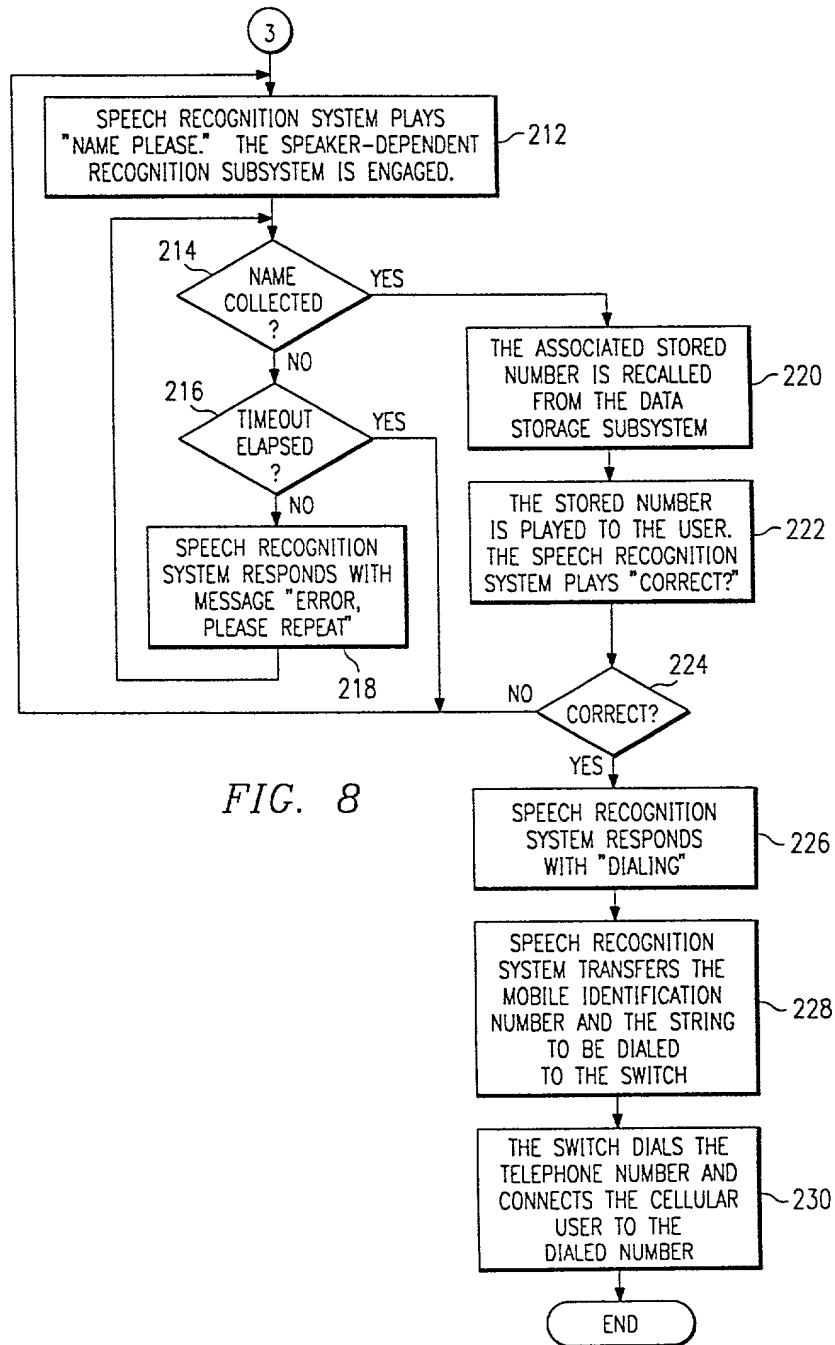 3
SPEECH RECOGNITION SYSTEM PLAYS
"NAME PLEASE." THE SPEAKER-DEPENDENT
RECOGNITION SUBSYSTEM IS ENGAGED.
212
214
NAME
COLLECTED
?
YES
NO
216
TIMEOUT
ELAPSED
?
YES
NO
SPEECH RECOGNITION
SYSTEM RESPONDS WITH
MESSAGE "ERROR,
PLEASE REPEAT"
218
THE ASSOCIATED STORED
NUMBER IS RECALLED
FROM THE DATA
STORAGE SUBSYSTEM
220
THE STORED NUMBER
IS PLAYED TO THE USER.
THE SPEECH RECOGNITION
SYSTEM PLAYS "CORRECT?"
222
224
NO
CORRECT?
YES
FIG. 8
SPEECH RECOGNITION
SYSTEM RESPONDS
WITH "DIALING"
226
SPEECH RECOGNITION
SYSTEM TRANSFERS THE
MOBILE IDENTIFICATION
NUMBER AND THE STRING
TO BE DIALED
TO THE SWITCH
228
THE SWITCH DIALS THE
TELEPHONE NUMBER AND
CONNECTS THE CELLULAR
USER TO THE
DIALED NUMBER
230
END